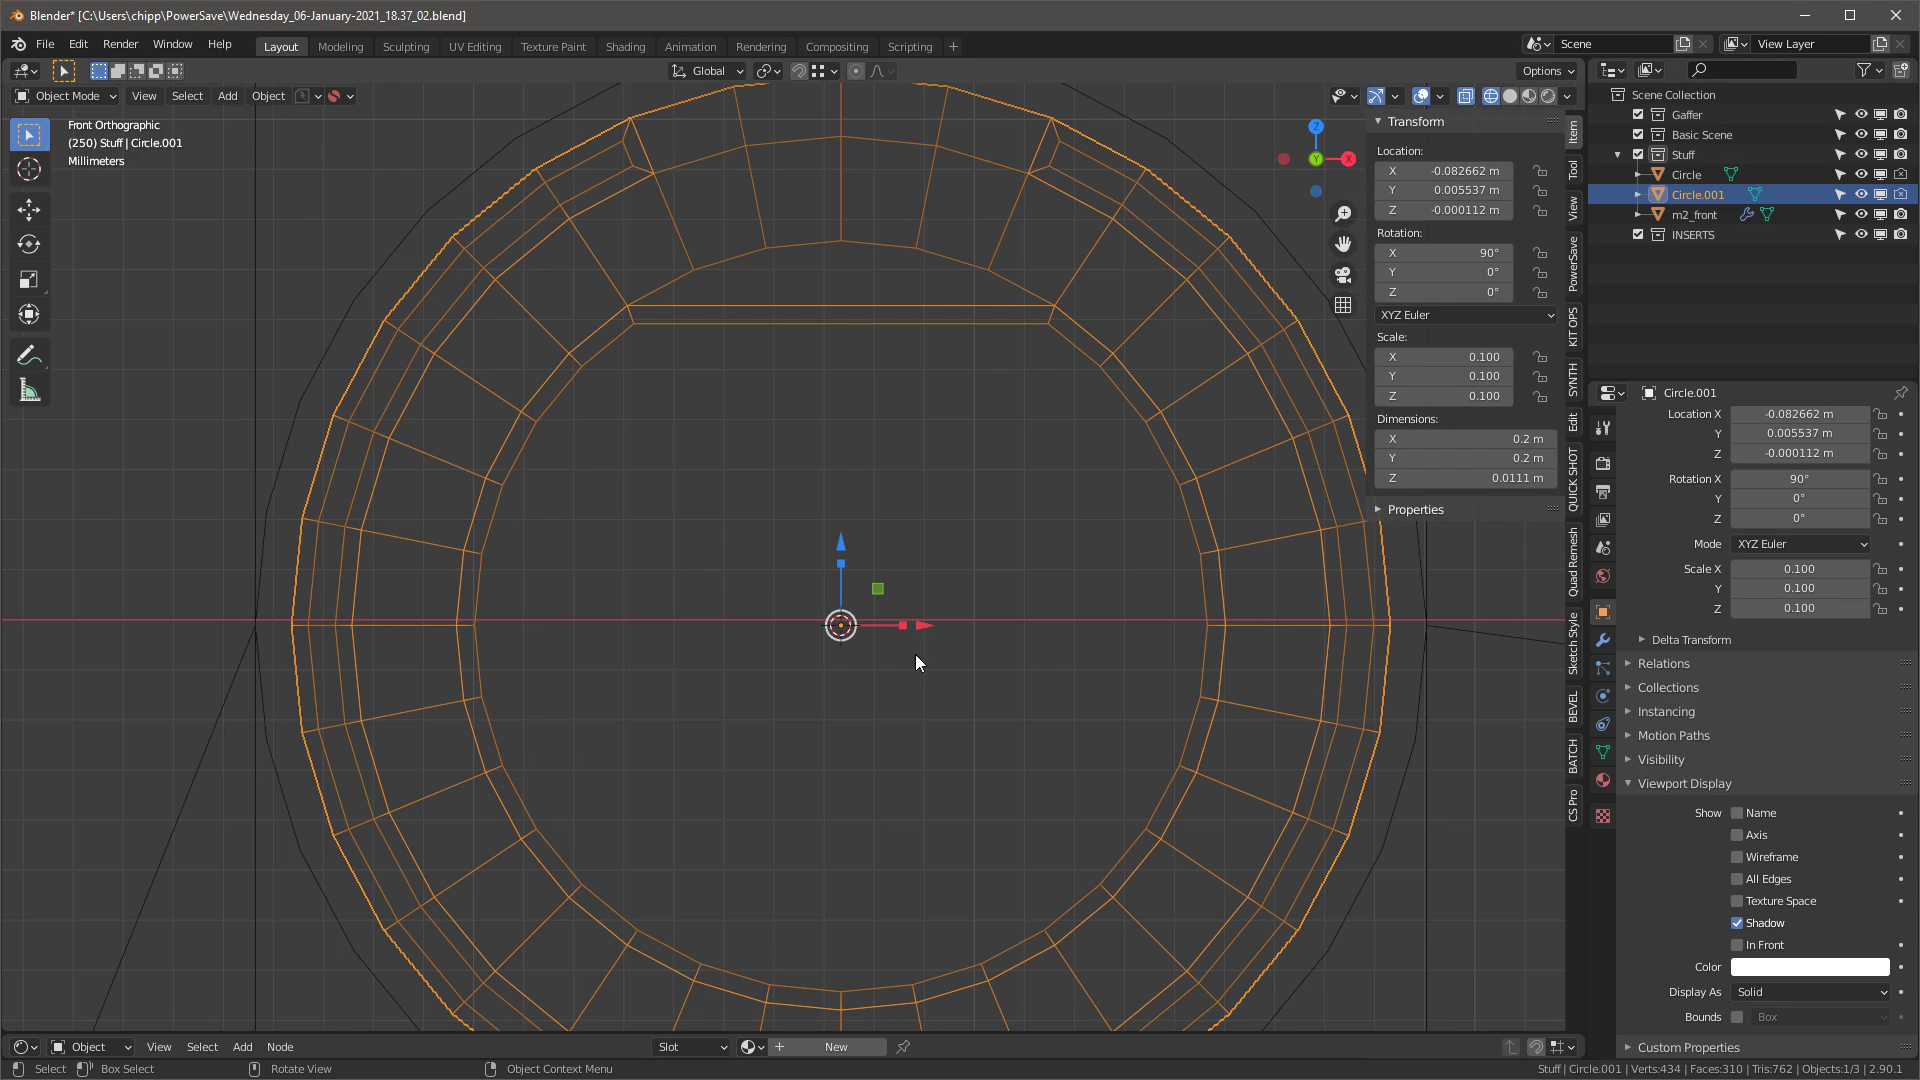 Blender* [C:\Users\chipp\PowerSave\Wednesday_06-January-2021_18.37_02.blend]
File Edit Render Window Help
Layout Modeling Sculpting UV Editing Texture Paint Shading Animation Rendering Compositing Scripting +
Scene
View Layer
Global
Options
Object Mode View Select Add Object
Front Orthographic
(250) Stuff | Circle.001
Millimeters
Z
Y
X
Transform
Location:
X -0.082662 m
Y 0.005537 m
Z -0.000112 m
Rotation:
X 90°
Y 0°
Z 0°
XYZ Euler
Scale:
X 0.100
Y 0.100
Z 0.100
Dimensions:
X 0.2 m
Y 0.2 m
Z 0.0111 m
Properties
Item
Tool
View
PowerSave
KIT OPS
SYNTH
Edit
QUICK SHOT
Quad Remesh
Sketch Style
BEVEL
BATCH
CS Pro
Scene Collection
Gaffer
Basic Scene
Stuff
Circle
Circle.001
m2_front
INSERTS
Circle.001
Location X -0.082662 m
Y 0.005537 m
Z -0.000112 m
Rotation X 90°
Y 0°
Z 0°
Mode XYZ Euler
Scale X 0.100
Y 0.100
Z 0.100
Delta Transform
Relations
Collections
Instancing
Motion Paths
Visibility
Viewport Display
Show Name
Axis
Wireframe
All Edges
Texture Space
Shadow
In Front
Color
Display As Solid
Bounds Box
Custom Properties
Object View Select Add Node
Slot
+ New
Select Box Select Rotate View Object Context Menu
Stuff | Circle.001 | Verts:434 | Faces:310 | Tris:762 | Objects:1/3 | 2.90.1